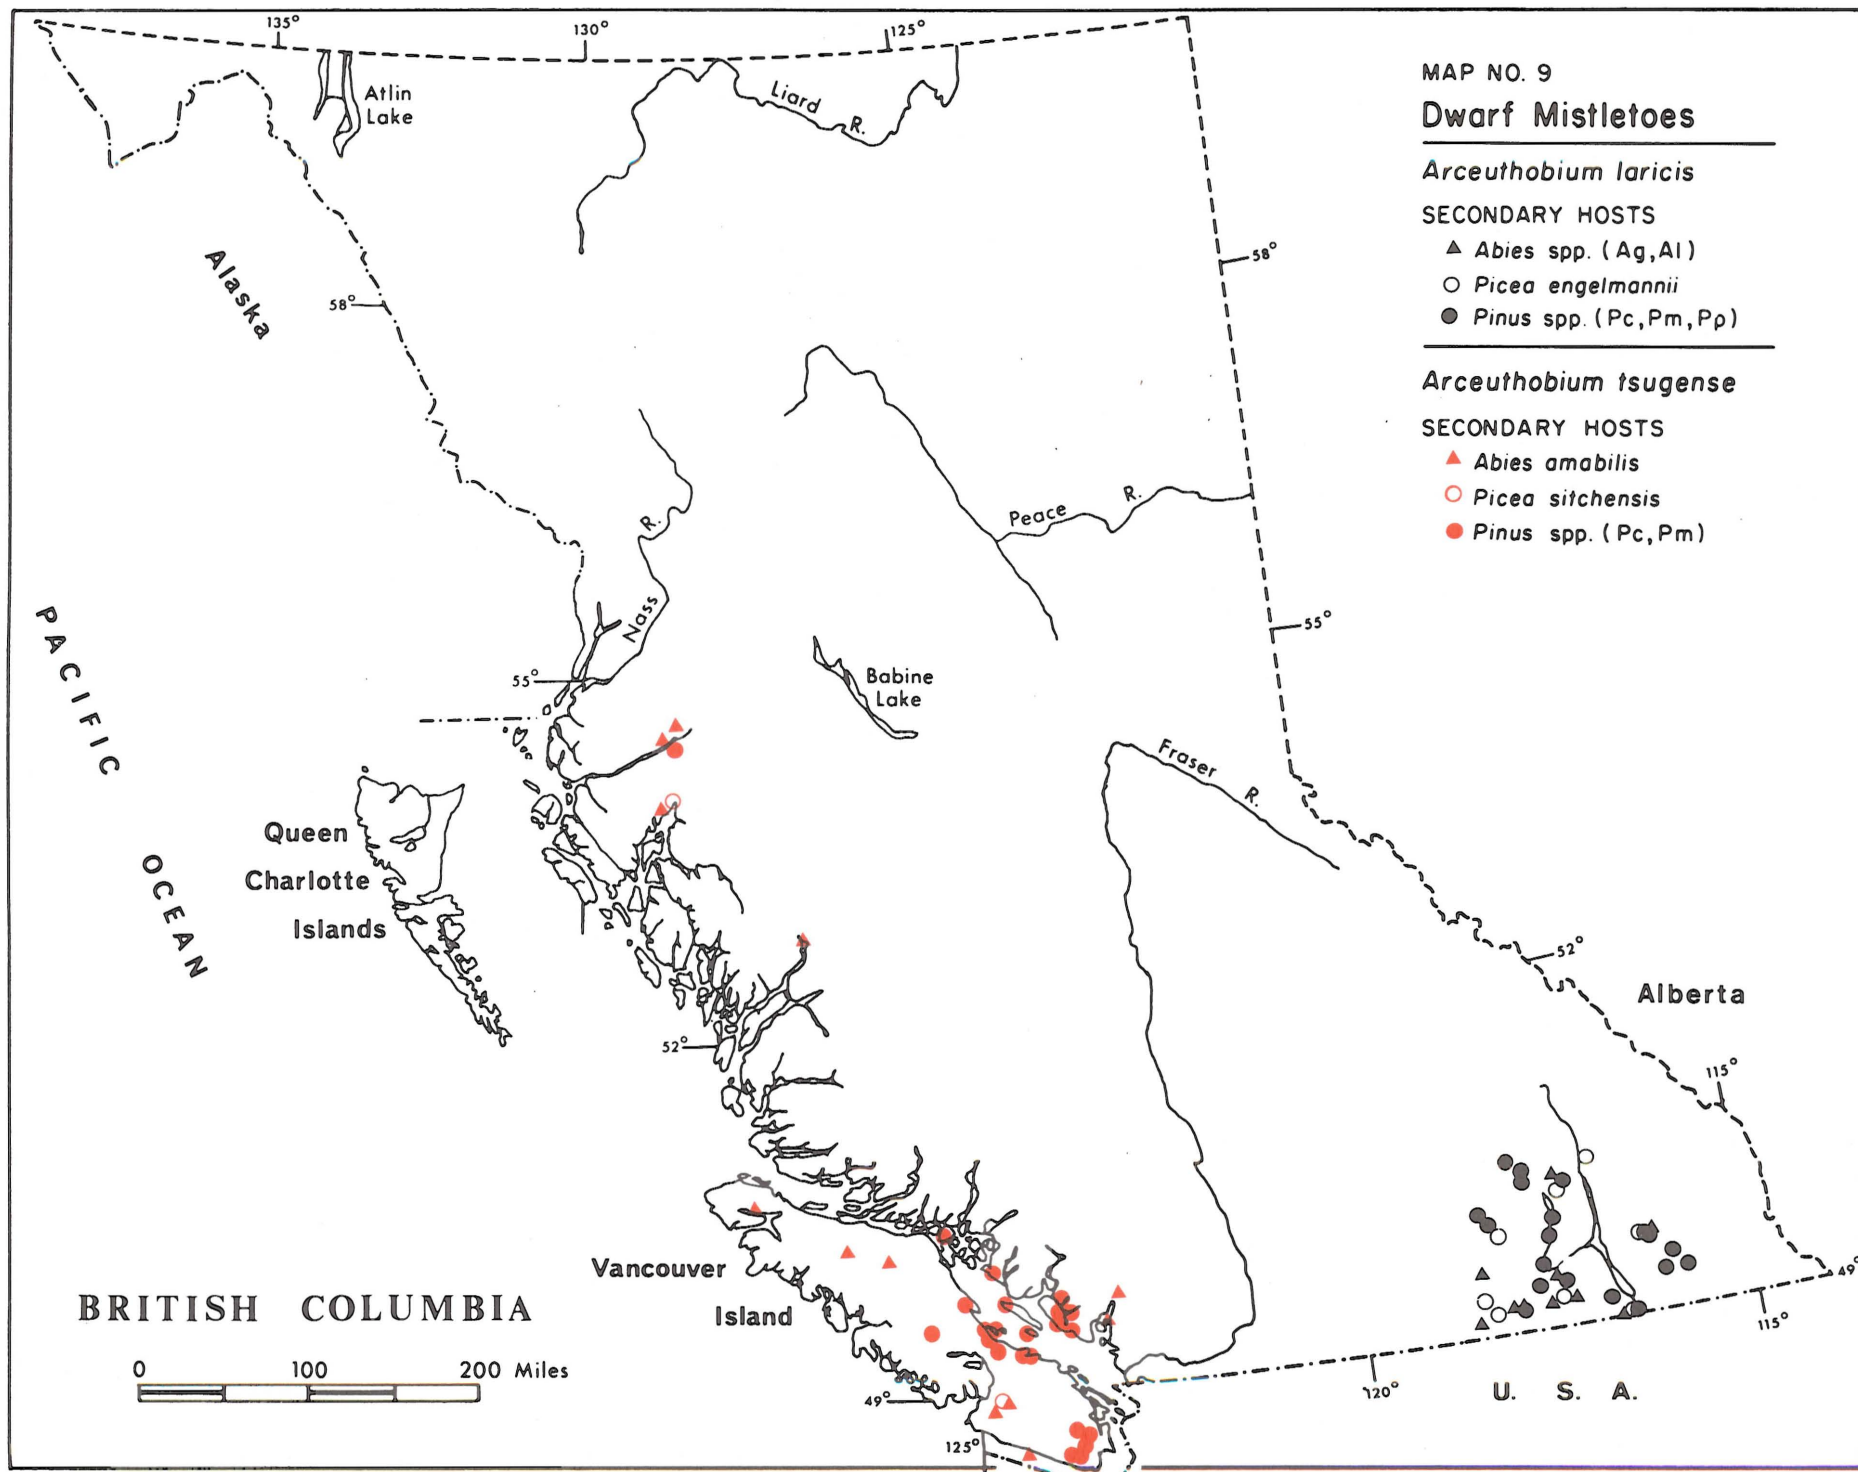 135°
130°
125°
MAP NO. 9
Dwarf Mistletoes
Arceuthobium laricis
SECONDARY HOSTS
Abies spp. (Ag, Al)
Picea engelmannii
Pinus spp. (Pc, Pm, Pp)
Arceuthobium tsugense
SECONDARY HOSTS
Abies amabilis
Picea sitchensis
Pinus spp. (Pc, Pm)
Atlin
Lake
Liard R.
Alaska
58°
58°
Peace R.
Nass R.
55°
55°
PACIFIC
OCEAN
Babine
Lake
Fraser R.
Queen
Charlotte
Islands
52°
52°
Alberta
115°
Vancouver
Island
BRITISH COLUMBIA
0 100 200 Miles
49°
49°
115°
120°
U. S. A.
125°